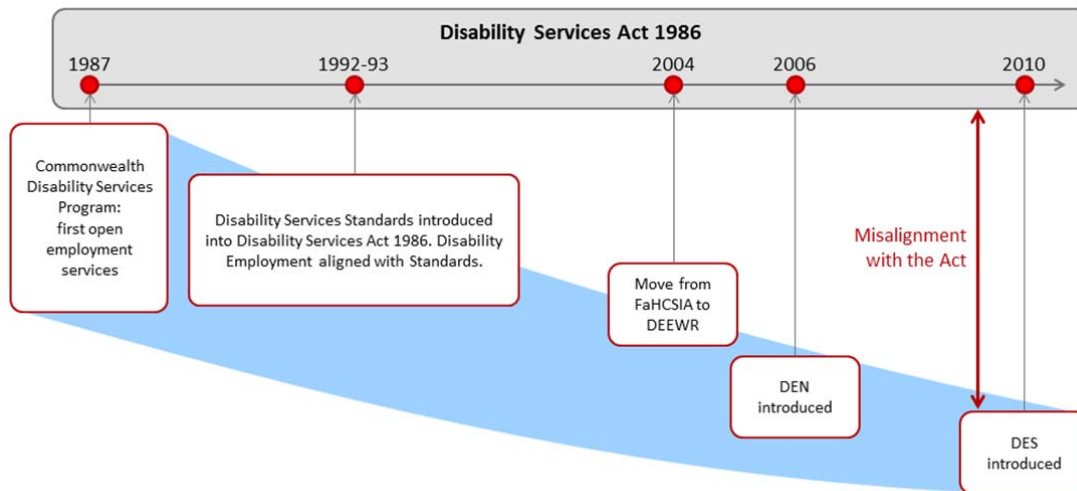 Disability Services Act 1986
1987
1992-93
2004
2006
2010
Commonwealth
Disability Services
Program:
first open
employment
services
Disability Services Standards introduced
into Disability Services Act 1986. Disability
Employment aligned with Standards.
Move from
FaHCSIA to
DEEWR
DEN
introduced
Misalignment
with the Act
DES
introduced